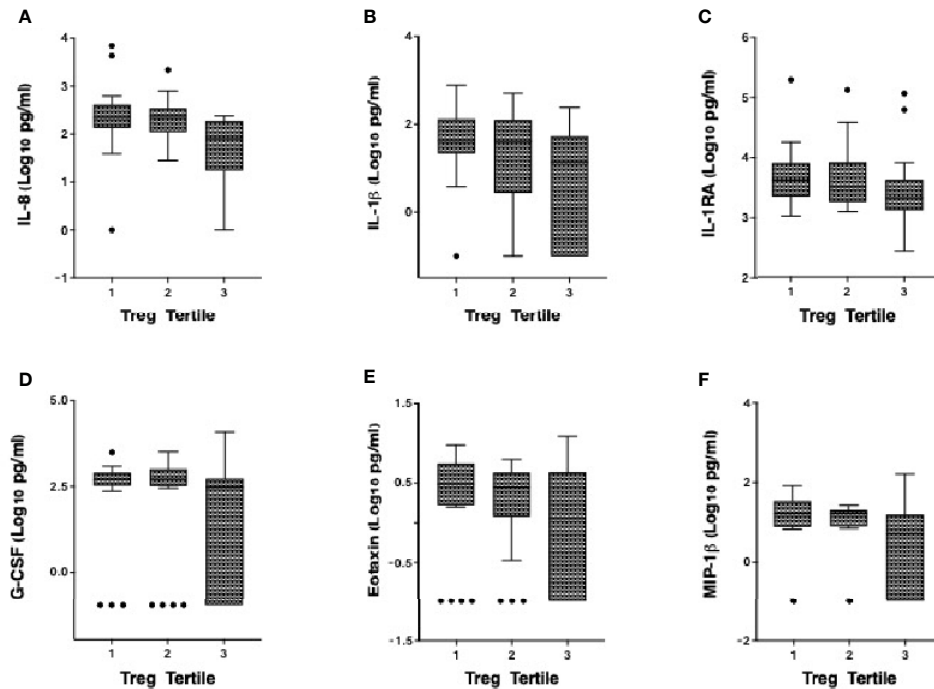 A
B
C
IL-8 (Log10 pg/ml)
4
3
2
1
0
-1
1 2 3
Treg Tertile
IL-1β (Log10 pg/ml)
4
2
0
1 2 3
Treg Tertile
IL-1RA (Log10 pg/ml)
6
5
4
3
2
1 2 3
Treg Tertile
D
E
F
G-CSF (Log10 pg/ml)
5.0
2.5
0.0
1 2 3
Treg Tertile
Eotaxin (Log10 pg/ml)
1.5
0.5
-0.5
-1.5
1 2 3
Treg Tertile
MIP-1β (Log10 pg/ml)
4
2
0
-2
1 2 3
Treg Tertile